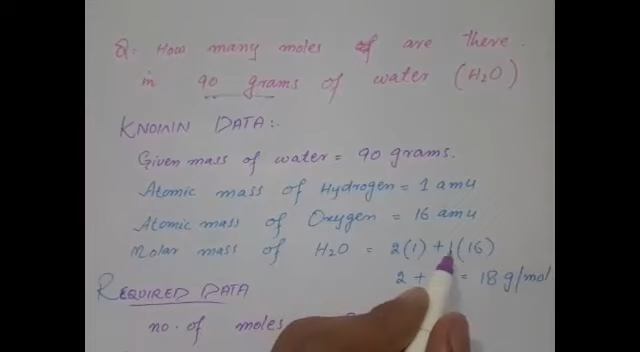 Q. How many moles of are there
in 90 grams of water (H₂O)
KNOWN DATA:-
Given mass of water = 90 grams.
Atomic mass of Hydrogen = 1 amu
Atomic mass of Oxygen = 16 amu
Molar mass of H₂O = 2(1) + 1(16)
2 + = 18 g/mol
REQUIRED DATA
no. of moles